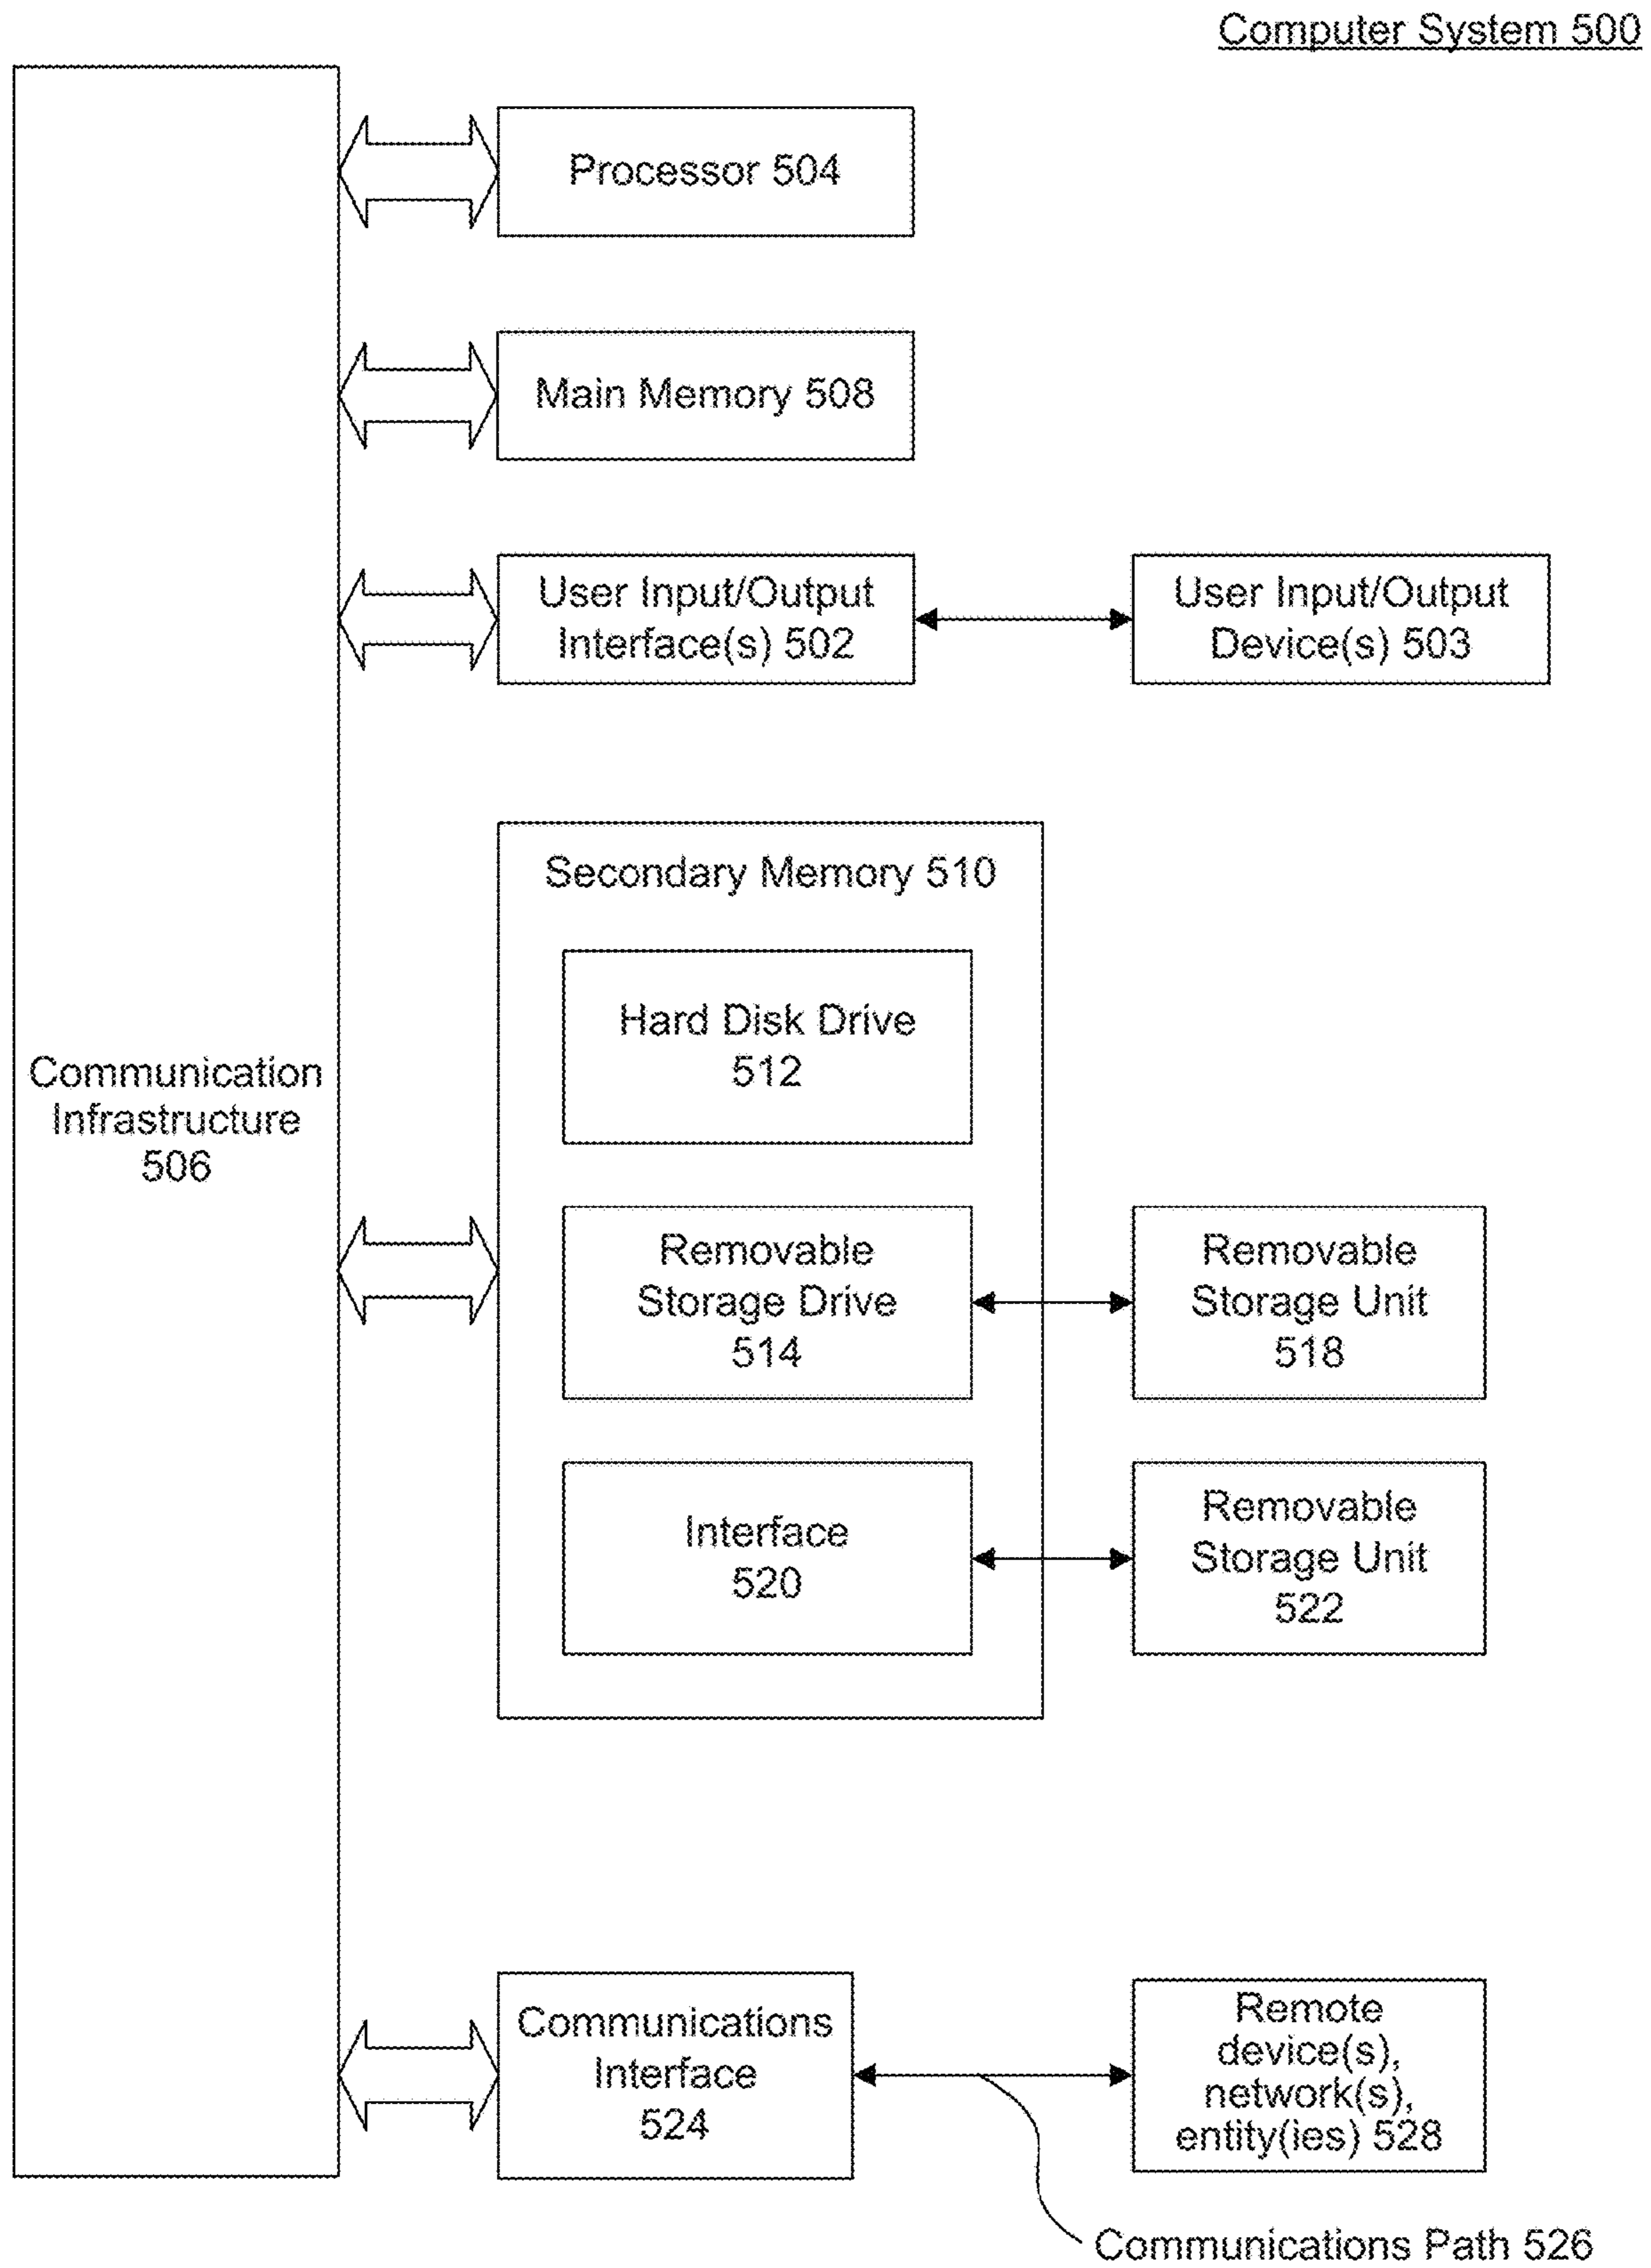 Computer System 500
Processor 504
Main Memory 508
User Input/Output
Interface(s) 502
User Input/Output
Device(s) 503
Secondary Memory 510
Hard Disk Drive
512
Communication
Infrastructure
506
Removable
Storage Drive
514
Removable
Storage Unit
518
Interface
520
Removable
Storage Unit
522
Communications
Interface
524
Remote
device(s),
network(s),
entity(ies) 528
Communications Path 526